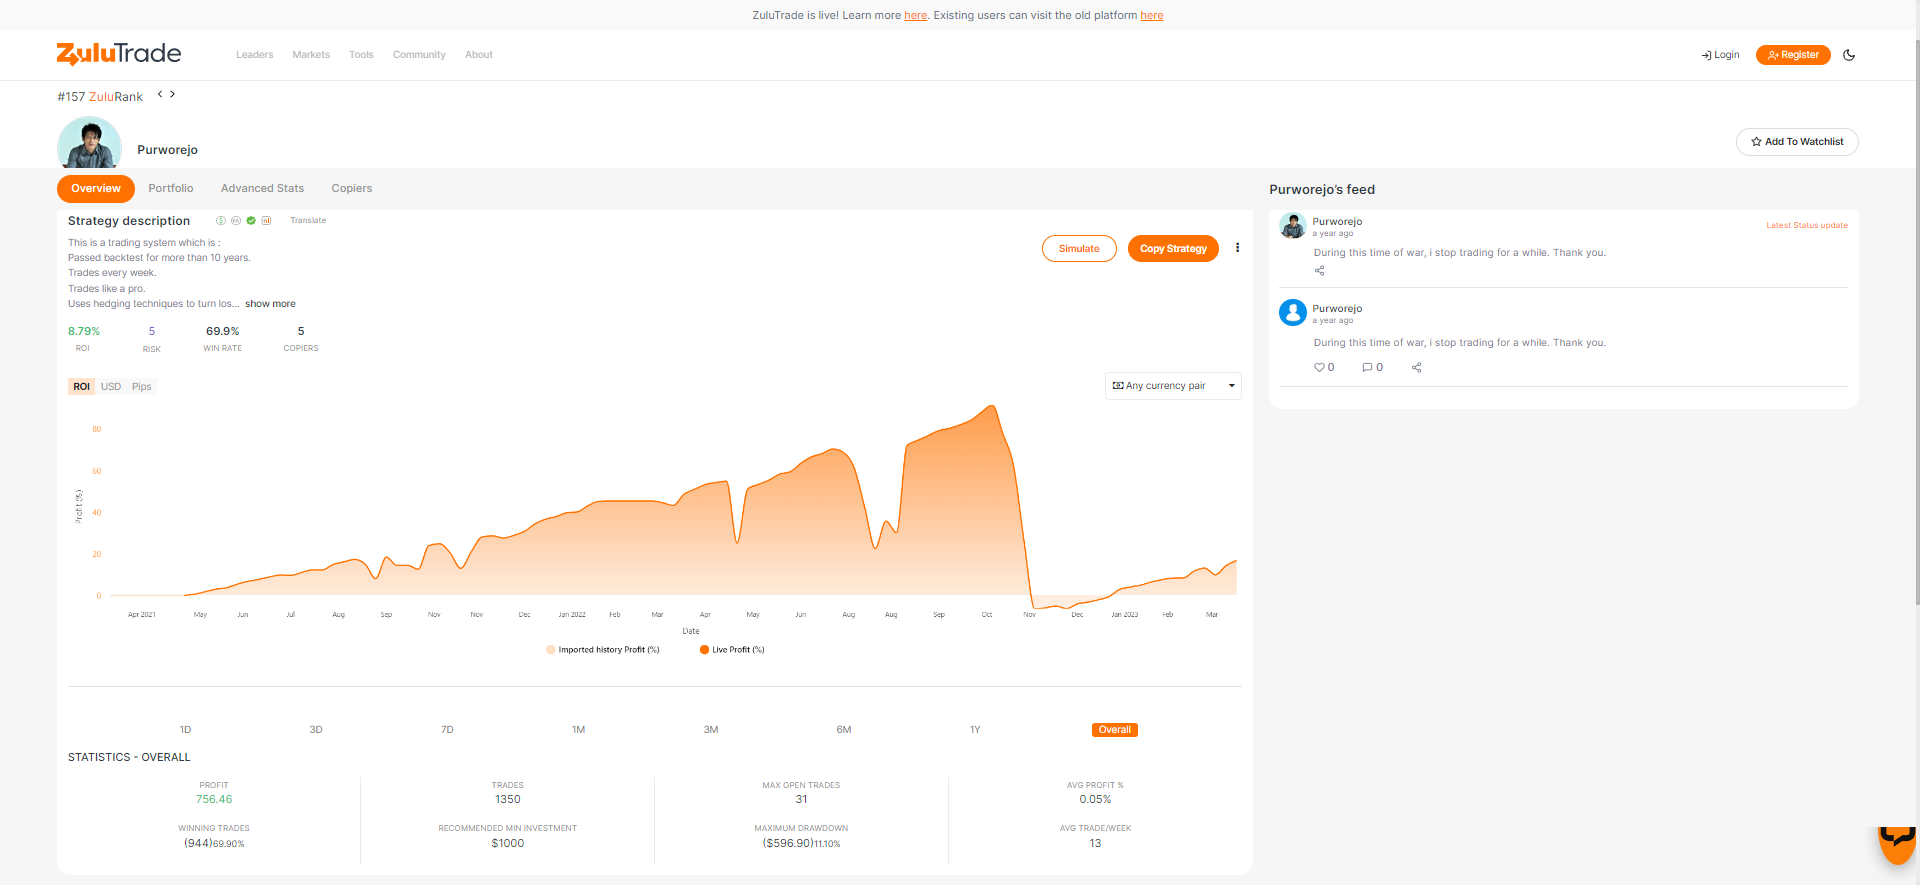 ZuluTrade is live! Learn more here. Existing users can visit the old platform here
ZuluTrade
Leaders Markets Tools Community About
Login Register
#157 ZuluRank < >
Purworejo
Add To Watchlist
Overview Portfolio Advanced Stats Copiers
Strategy description Translate
This is a trading system which is :
Passed backtest for more than 10 years.
Trades every week.
Trades like a pro.
Uses hedging techniques to turn los... show more
Simulate Copy Strategy
8.79% 5 69.9% 5
ROI RISK WIN RATE COPIERS
ROI USD Pips
Any currency pair
80
60
40
20
0
Profit (%)
Apr 2021 May Jun Jul Aug Sep Nov Nov Dec Jan 2022 Feb Mar Apr May Jun Aug Aug Sep Oct Nov Dec Jan 2023 Feb Mar
Date
Imported history Profit (%) Live Profit (%)
1D 3D 7D 1M 3M 6M 1Y Overall
STATISTICS - OVERALL
PROFIT TRADES MAX OPEN TRADES AVG PROFIT %
756.46 1350 31 0.05%
WINNING TRADES RECOMMENDED MIN INVESTMENT MAXIMUM DRAWDOWN AVG TRADE/WEEK
(944)69.90% $1000 ($596.90)11.10% 13
Purworejo's feed
Purworejo
a year ago
Latest Status update
During this time of war, i stop trading for a while. Thank you.
Purworejo
a year ago
During this time of war, i stop trading for a while. Thank you.
0 0